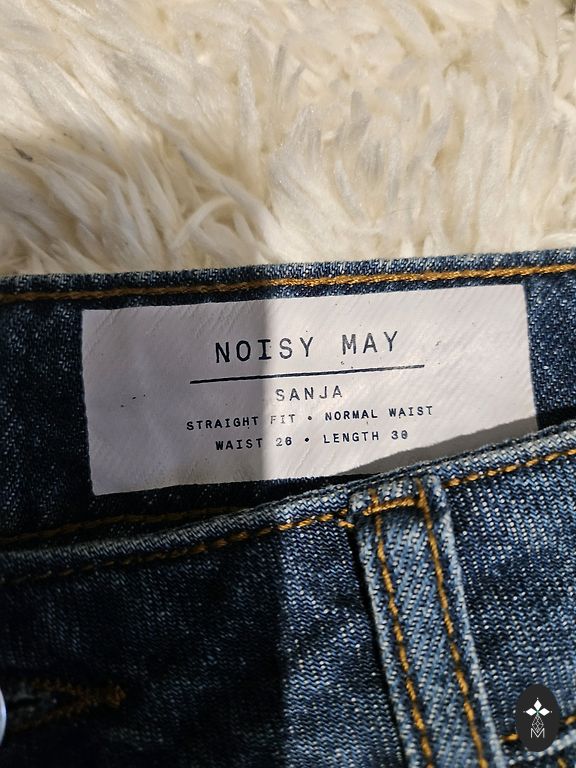 NOISY MAY
SANJA
STRAIGHT FIT • NORMAL WAIST
WAIST 26 • LENGTH 30
M